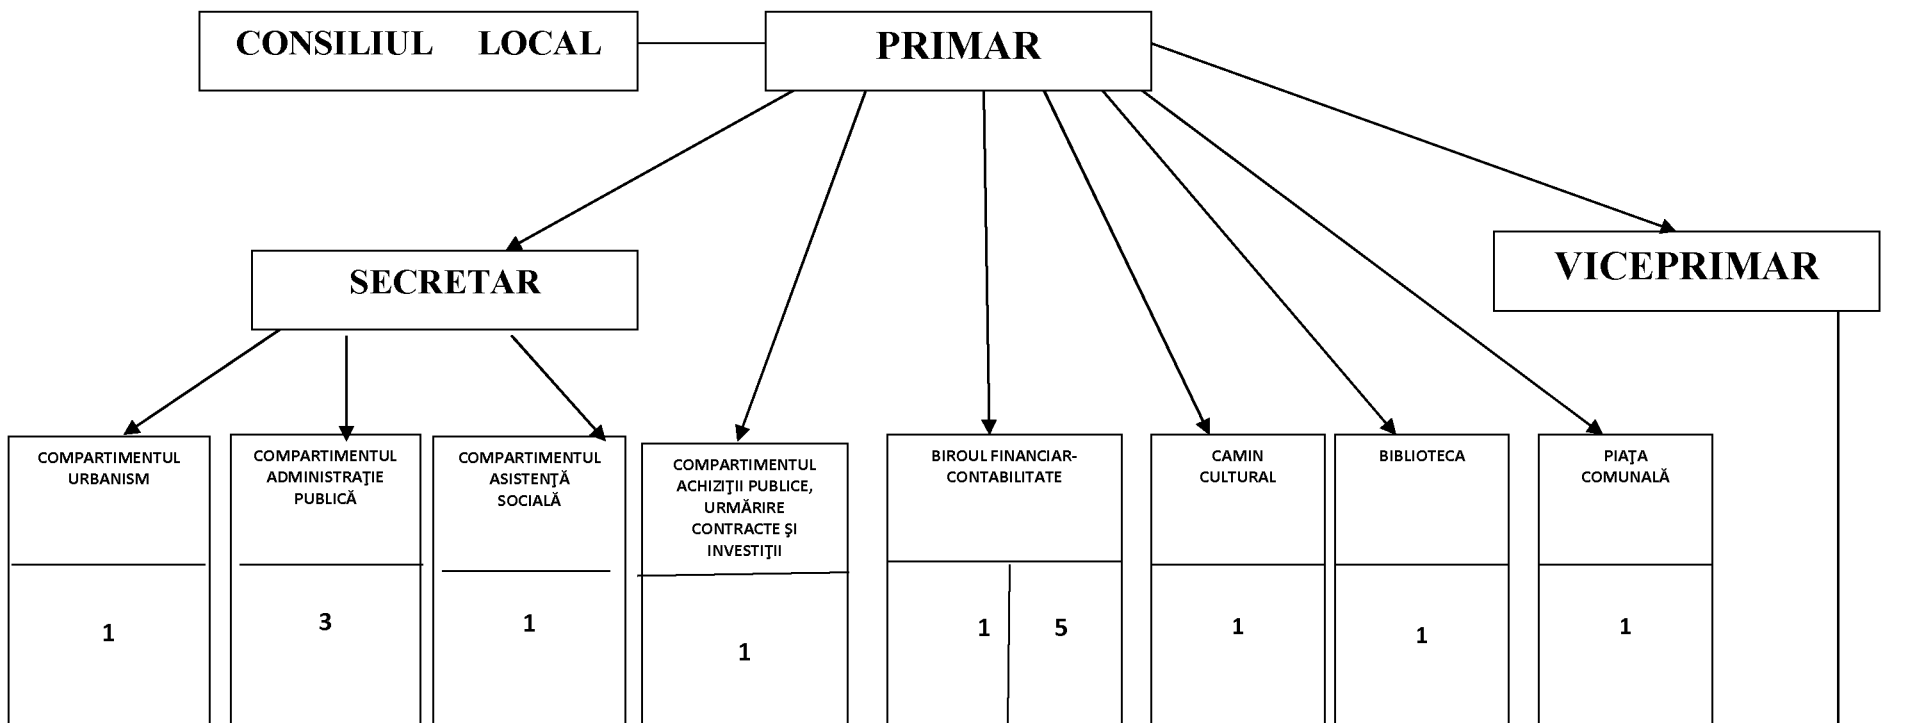 CONSILIUL LOCAL
PRIMAR
SECRETAR
VICEPRIMAR
COMPARTIMENTUL
URBANISM
1
COMPARTIMENTUL
ADMINISTRAŢIE
PUBLICĂ
3
COMPARTIMENTUL
ASISTENŢĂ
SOCIALĂ
1
COMPARTIMENTUL
ACHIZIŢII PUBLICE,
URMĂRIRE
CONTRACTE ŞI
INVESTIŢII
1
BIROUL FINANCIAR-
CONTABILITATE
1 5
CAMIN
CULTURAL
1
BIBLIOTECA
1
PIAŢA
COMUNALĂ
1